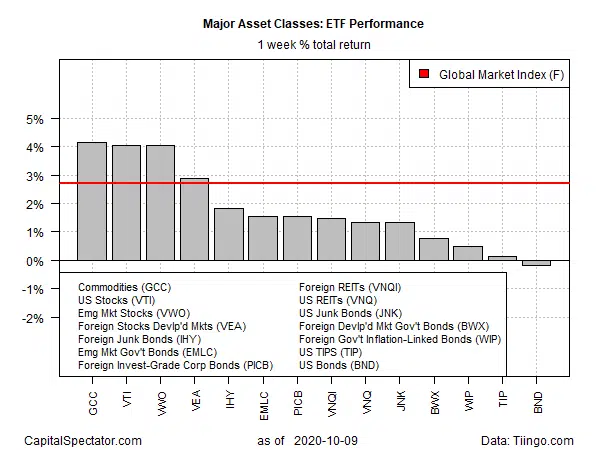 Major Asset Classes: ETF Performance
1 week % total return
Global Market Index (F)
5%
4%
3%
2%
1%
0%
-1%
-2%
Commodities (GCC)
US Stocks (VTI)
Emg Mkt Stocks (VWO)
Foreign Stocks Devlp'd Mkts (VEA)
Foreign Junk Bonds (IHY)
Emg Mkt Gov't Bonds (EMLC)
Foreign Invest-Grade Corp Bonds (PICB)
Foreign REITs (VNQI)
US REITs (VNQ)
US Junk Bonds (JNK)
Foreign Devlp'd Mkt Gov't Bonds (BWX)
Foreign Gov't Inflation-Linked Bonds (WIP)
US TIPS (TIP)
US Bonds (BND)
GCC
VTI
VWO
VEA
IHY
EMLC
PICB
VNQI
VNQ
JNK
BWX
WIP
TIP
BND
CapitalSpectator.com
as of 2020-10-09
Data: Tiingo.com